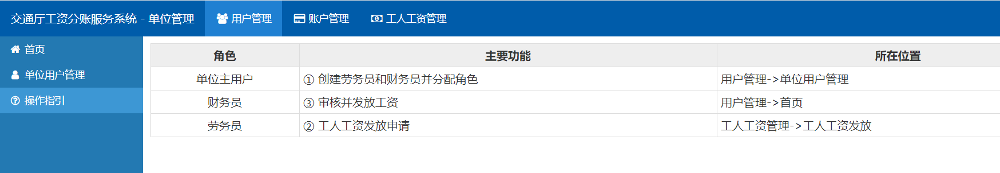 交通厅工资分账服务系统 - 单位管理 用户管理 账户管理 工人工资管理
首页
单位用户管理
操作指引
角色 主要功能 所在位置
单位主用户 ① 创建劳务员和财务员并分配角色 用户管理->单位用户管理
财务员 ③ 审核并发放工资 用户管理->首页
劳务员 ② 工人工资发放申请 工人工资管理->工人工资发放